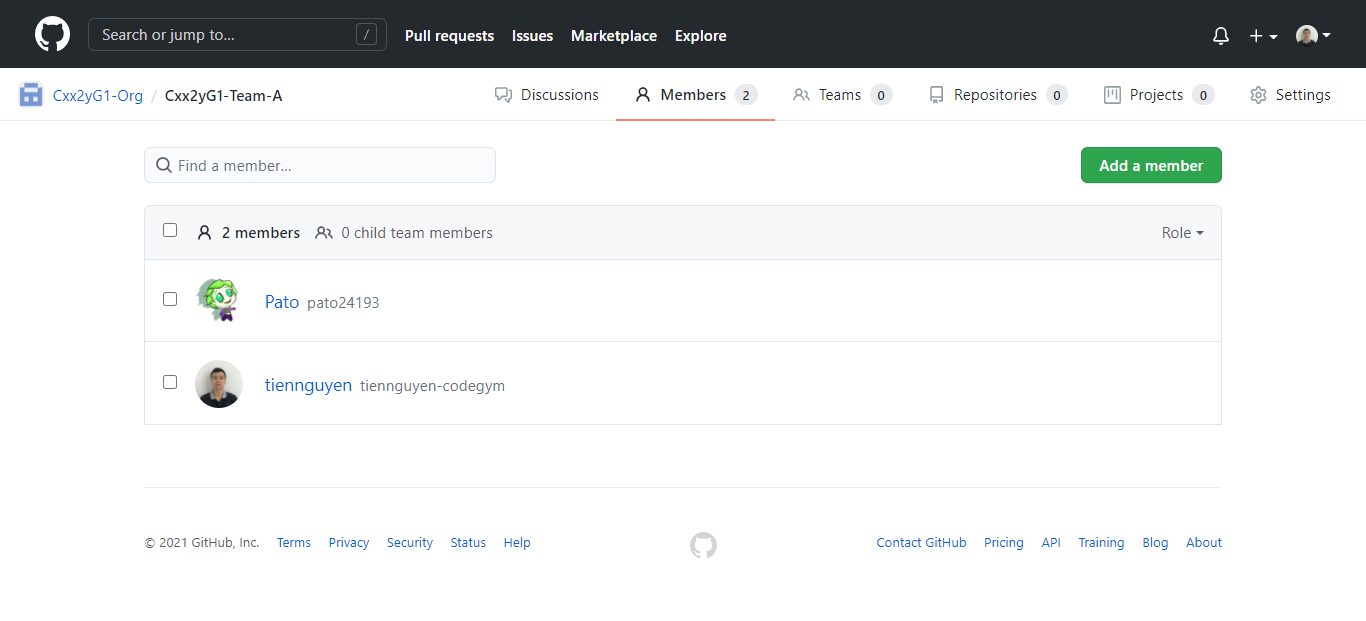 Search or jump to... / Pull requests Issues Marketplace Explore
Cxx2yG1-Org / Cxx2yG1-Team-A Discussions Members 2 Teams 0 Repositories 0 Projects 0 Settings
Find a member... Add a member
2 members 0 child team members Role
Pato pato24193
tiennguyen tiennguyen-codegym
© 2021 GitHub, Inc. Terms Privacy Security Status Help Contact GitHub Pricing API Training Blog About